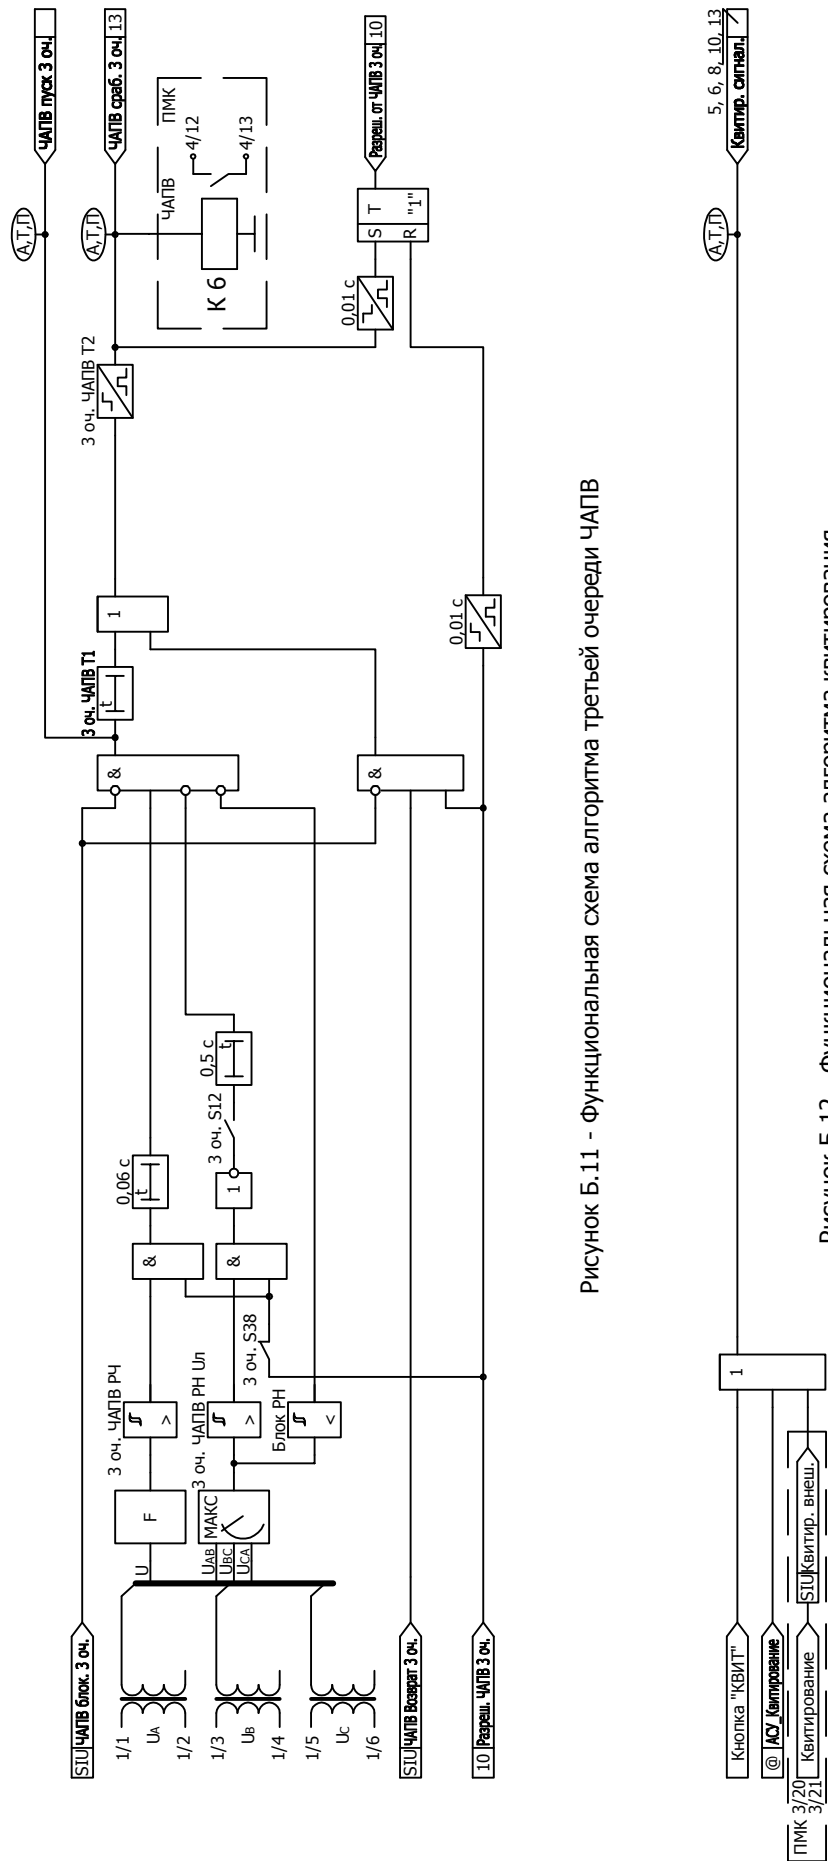 SIU ЧАПВ блок. 3 оч.
1/1
UA
1/2
1/3
UB
1/4
1/5
UC
1/6
SIU ЧАПВ Возврат 3 оч.
10 Разреш. ЧАПВ 3 оч.
U
UAB
UBC
UCA
F
МАКС
3 оч. ЧАПВ РЧ
>
3 оч. ЧАПВ РН Uл
>
Блок РН
<
3 оч. S38
&
&
0,06 с
t
1
3 оч. S12
0,5 с
t
&
&
3 оч. ЧАПВ T1
t
1
0,01 с
3 оч. ЧАПВ T2
0,01 с
К 6
ЧАПВ
ПМК
4/12
4/13
S
T
R
"1"
А,Т,П
А,Т,П
ЧАПВ пуск 3 оч.
ЧАПВ сраб. 3 оч. 13
Разреш. от ЧАПВ 3 оч. 10
Рисунок Б.11 - Функциональная схема алгоритма третьей очереди ЧАПВ
Кнопка "КВИТ"
@ АСУ_Квитирование
ПМК 3/20
3/21
Квитирование
SIU Квитир. внеш.
1
А,Т,П
5, 6, 8, 10, 13
Квитир. сигнал.
Рисунок Б.12 - Функциональная схема алгоритма квитирования